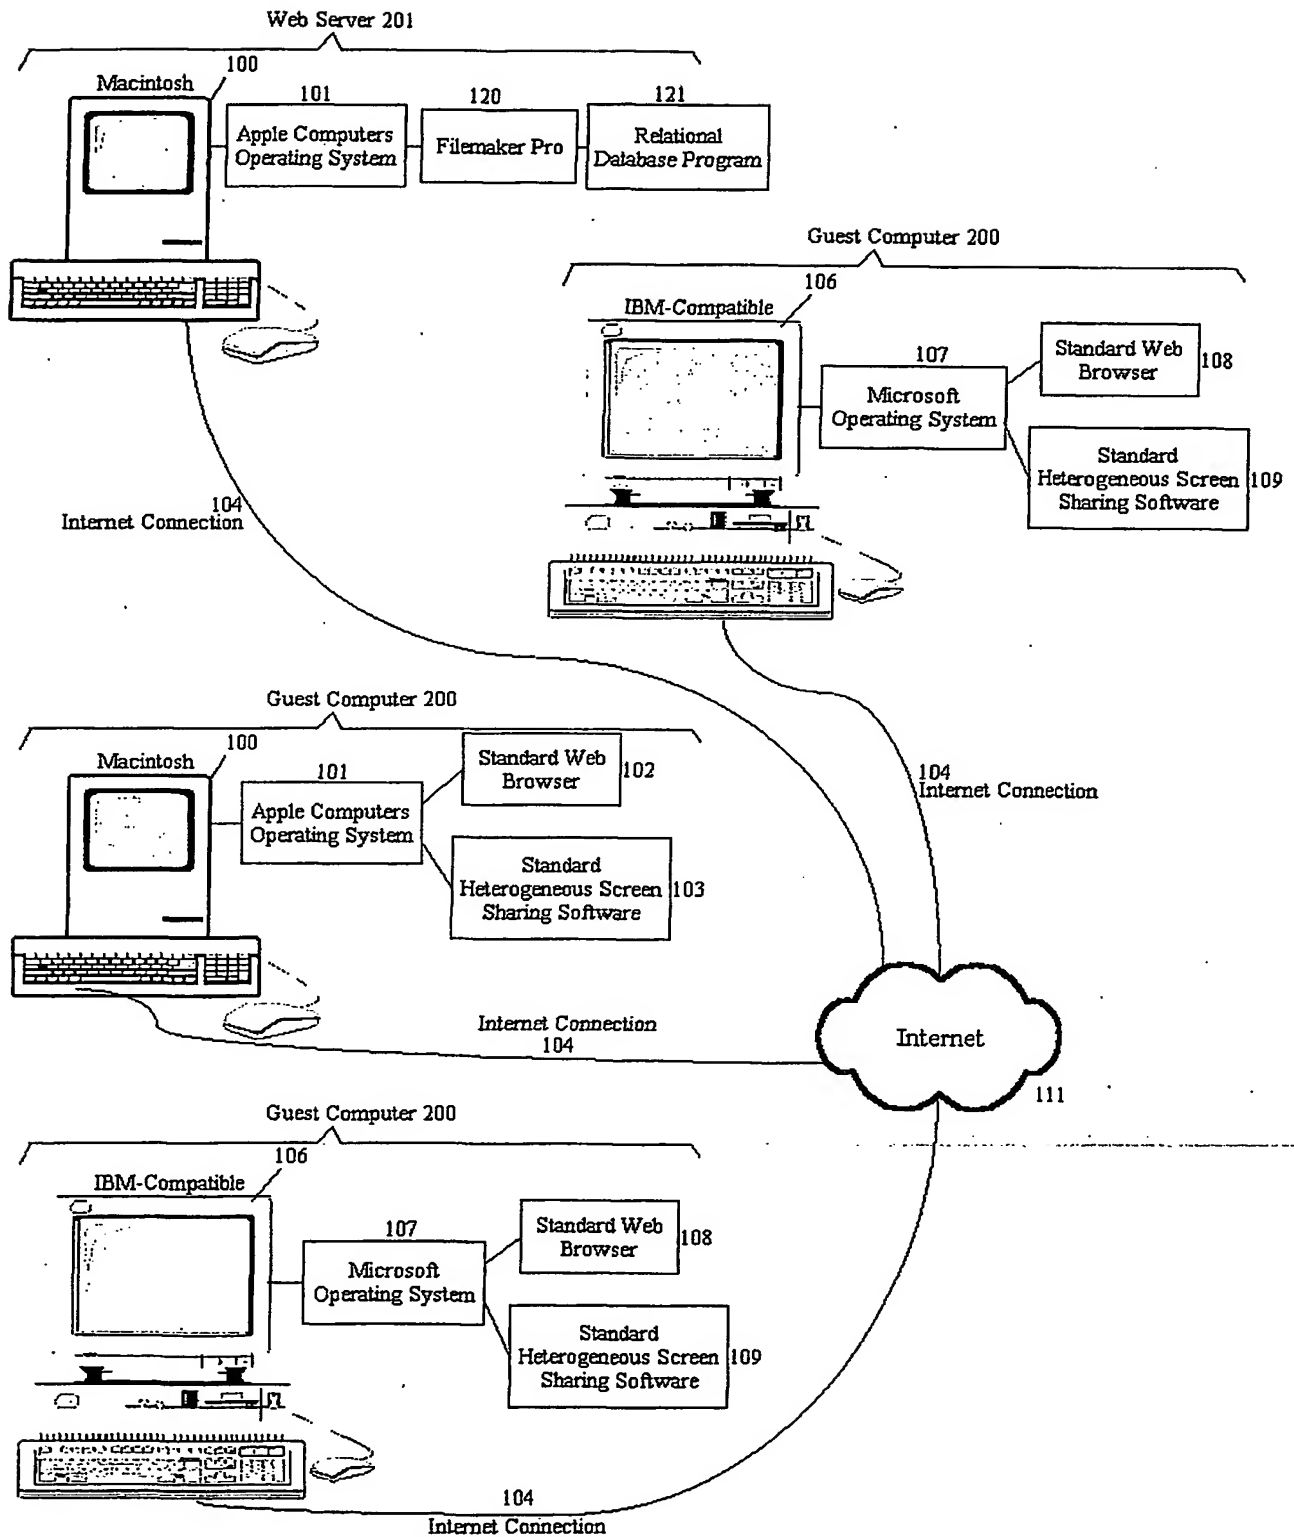 Web Server 201
Macintosh
100
101
Apple Computers
Operating System
120
Filemaker Pro
121
Relational
Database Program
Guest Computer 200
IBM-Compatible
106
107
Microsoft
Operating System
Standard Web
Browser
108
Standard
Heterogeneous Screen
Sharing Software
109
104
Internet Connection
Guest Computer 200
Macintosh
100
101
Apple Computers
Operating System
Standard Web
Browser
102
Standard
Heterogeneous Screen
Sharing Software
103
104
Internet Connection
Internet Connection
104
Internet
111
Guest Computer 200
IBM-Compatible
106
107
Microsoft
Operating System
Standard Web
Browser
108
Standard
Heterogeneous Screen
Sharing Software
109
104
Internet Connection